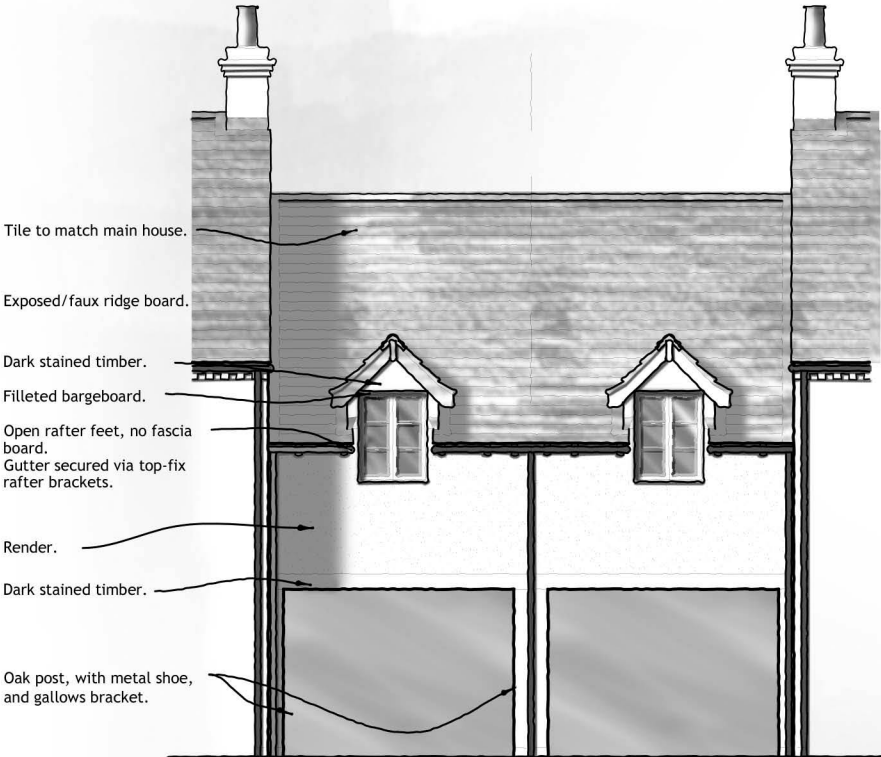 Tile to match main house.
Exposed/faux ridge board.
Dark stained timber.
Filleted bargeboard.
Open rafter feet, no fascia
board.
Gutter secured via top-fix
rafter brackets.
Render.
Dark stained timber.
Oak post, with metal shoe,
and gallows bracket.